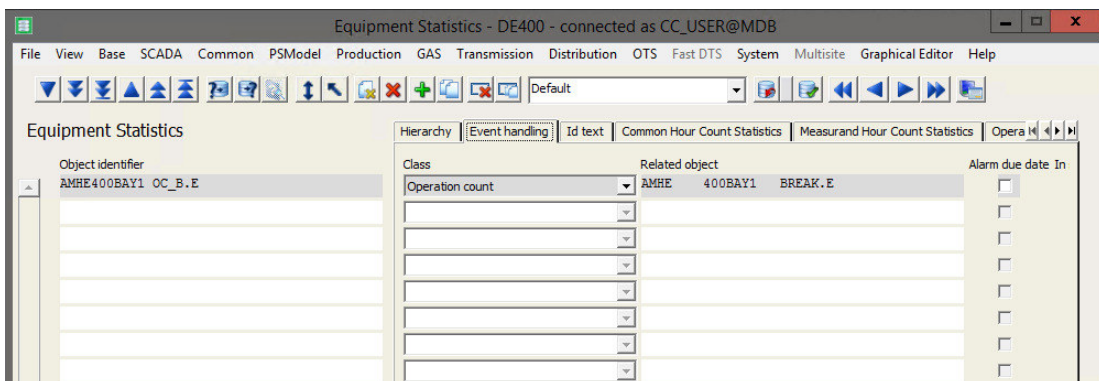 Equipment Statistics - DE400 - connected as CC_USER@MDB
File View Base SCADA Common PSModel Production GAS Transmission Distribution OTS Fast DTS System Multisite Graphical Editor Help
Default
Equipment Statistics
Hierarchy Event handling Id text Common Hour Count Statistics Measurand Hour Count Statistics Opera
Object identifier Class Related object Alarm due date In
AMHE400BAY1 OC_B.E Operation count AMHE 400BAY1 BREAK.E